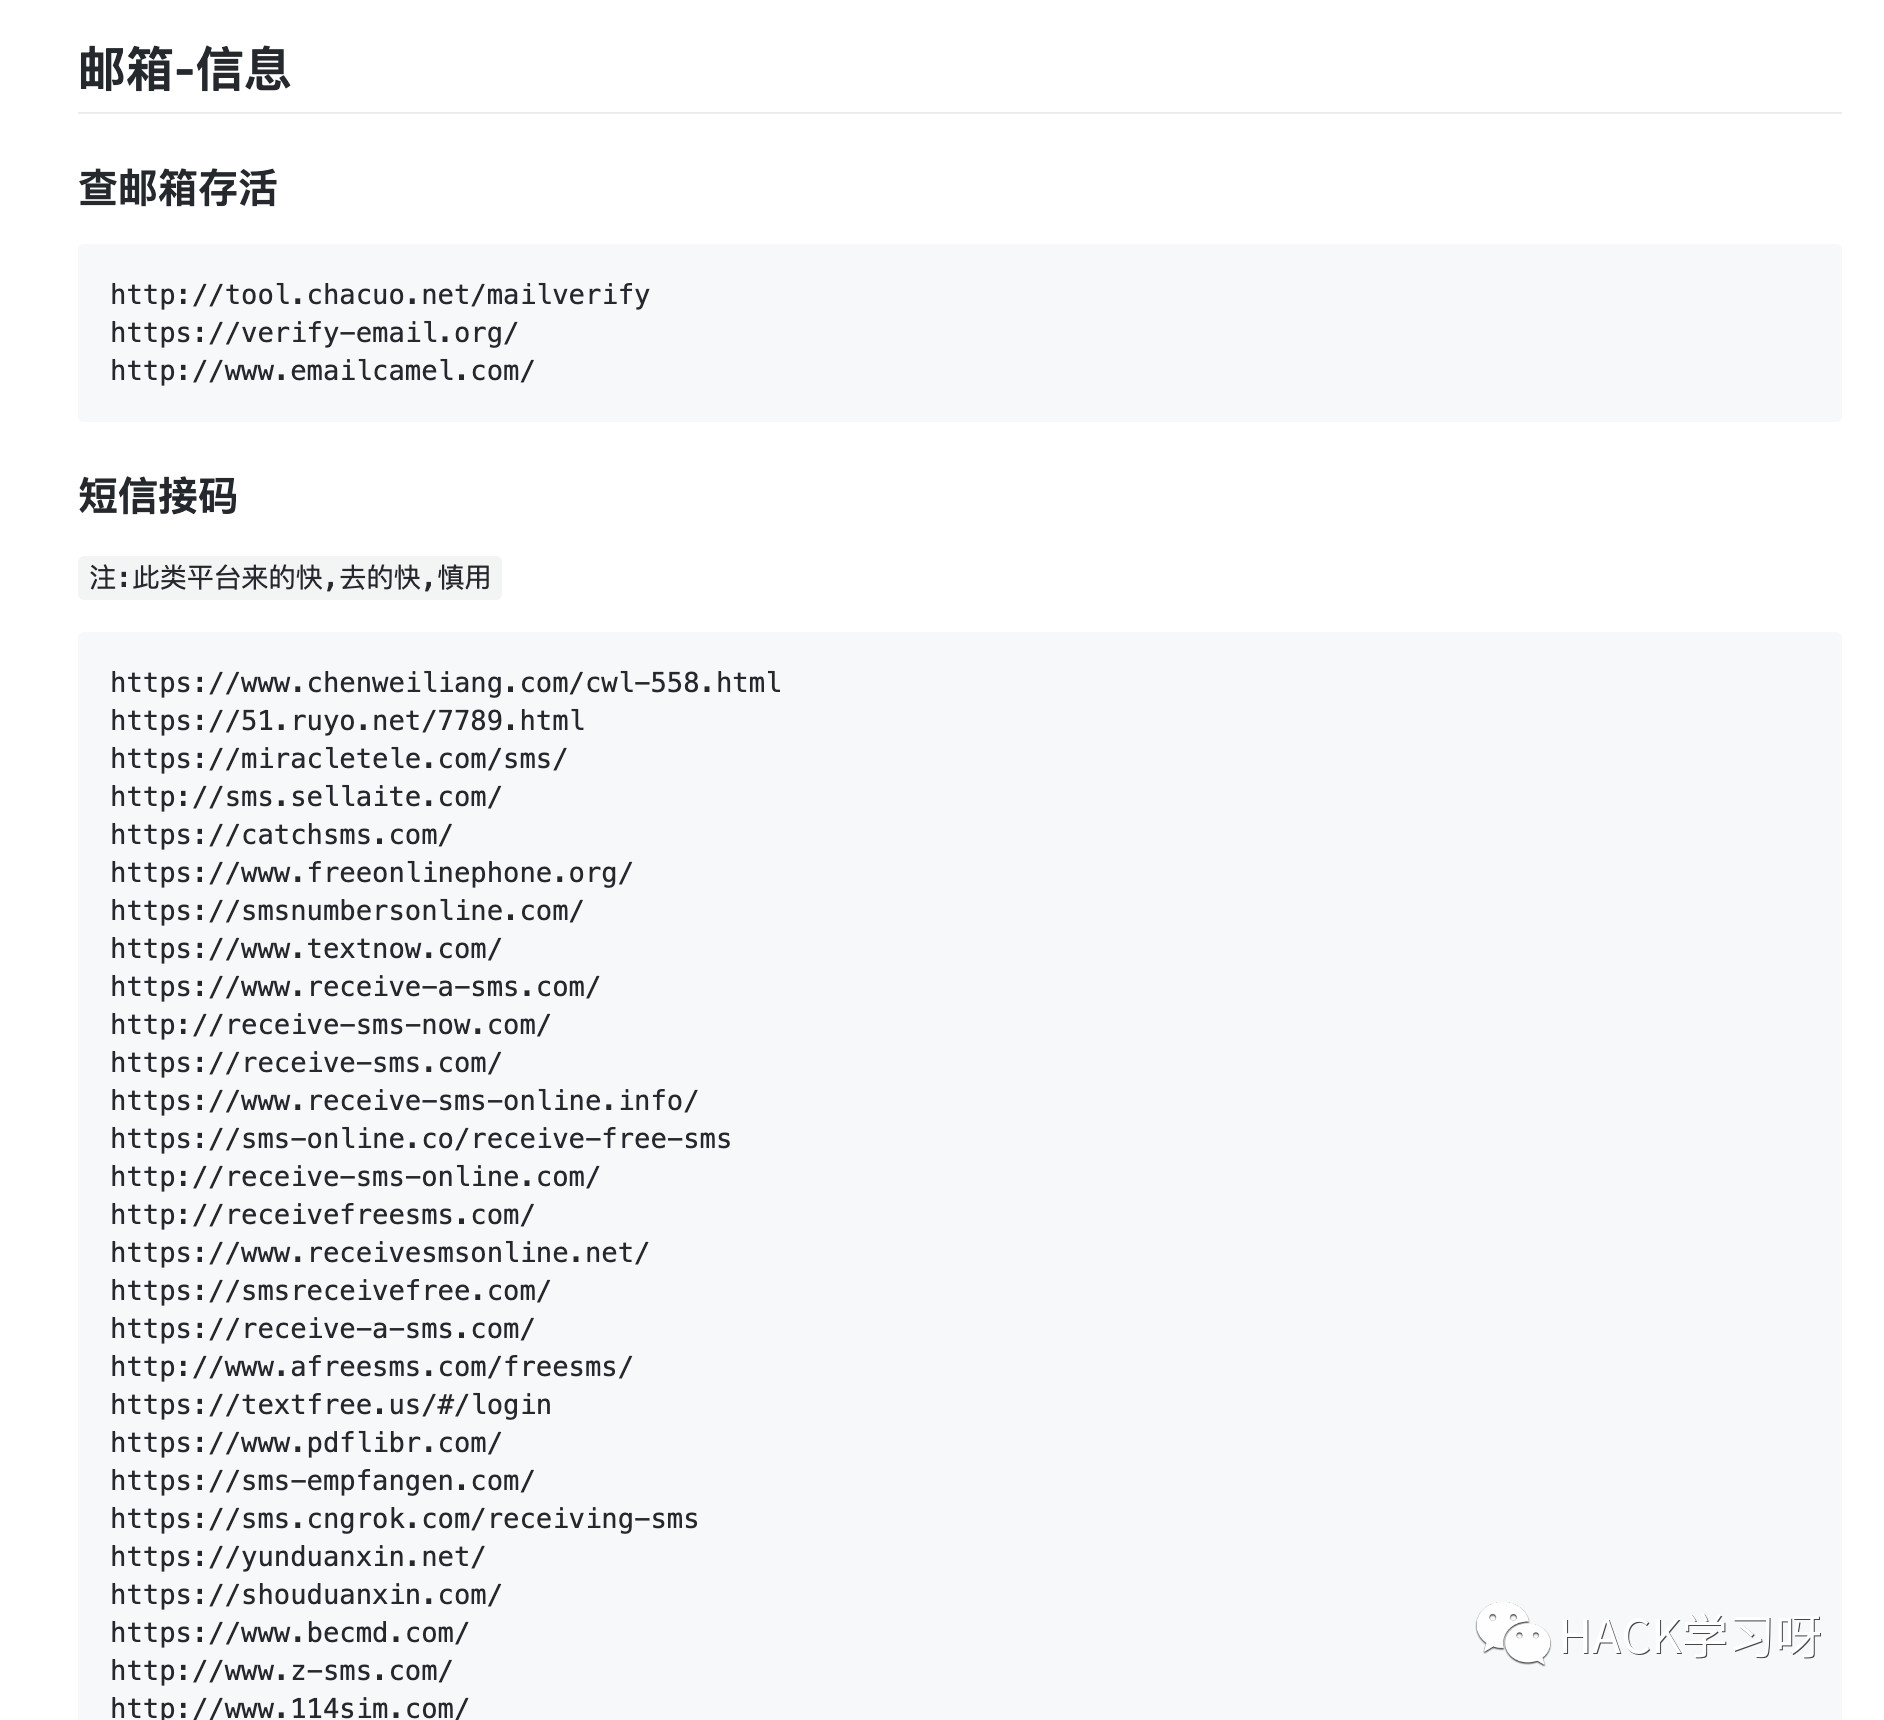 邮箱-信息
查邮箱存活
http://tool.chacuo.net/mailverify
https://verify-email.org/
http://www.emailcamel.com/
短信接码
注:此类平台来的快,去的快,慎用
https://www.chenweiliang.com/cwl-558.html
https://51.ruyo.net/7789.html
https://miracletele.com/sms/
http://sms.sellaite.com/
https://catchsms.com/
https://www.freeonlinephone.org/
https://smsnumbersonline.com/
https://www.textnow.com/
https://www.receive-a-sms.com/
http://receive-sms-now.com/
https://receive-sms.com/
https://www.receive-sms-online.info/
https://sms-online.co/receive-free-sms
http://receive-sms-online.com/
http://receivefreesms.com/
https://www.receivesmsonline.net/
https://smsreceivefree.com/
https://receive-a-sms.com/
http://www.afreesms.com/freesms/
https://textfree.us/#/login
https://www.pdflibr.com/
https://sms-empfangen.com/
https://sms.cngrok.com/receiving-sms
https://yunduanxin.net/
https://shouduanxin.com/
https://www.becmd.com/
http://www.z-sms.com/
http://www.114sim.com/
HACK学习呀